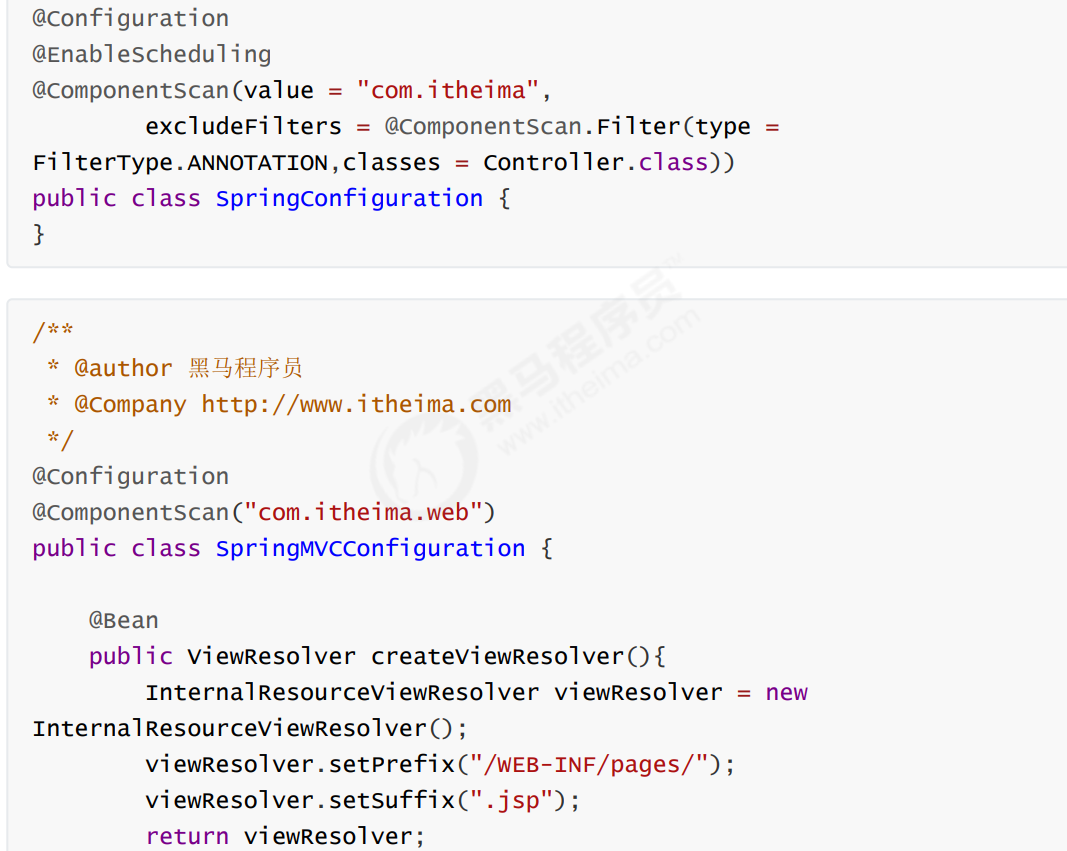 @Configuration
@EnableScheduling
@ComponentScan(value = "com.itheima",
        excludeFilters = @ComponentScan.Filter(type =
FilterType.ANNOTATION,classes = Controller.class))
public class SpringConfiguration {
}
/**
 * @author 黑马程序员
 * @Company http://www.itheima.com
 */
@Configuration
@ComponentScan("com.itheima.web")
public class SpringMVCConfiguration {
    @Bean
    public ViewResolver createViewResolver(){
        InternalResourceViewResolver viewResolver = new
InternalResourceViewResolver();
        viewResolver.setPrefix("/WEB-INF/pages/");
        viewResolver.setSuffix(".jsp");
        return viewResolver;
黑马程序员™
www.itheima.com